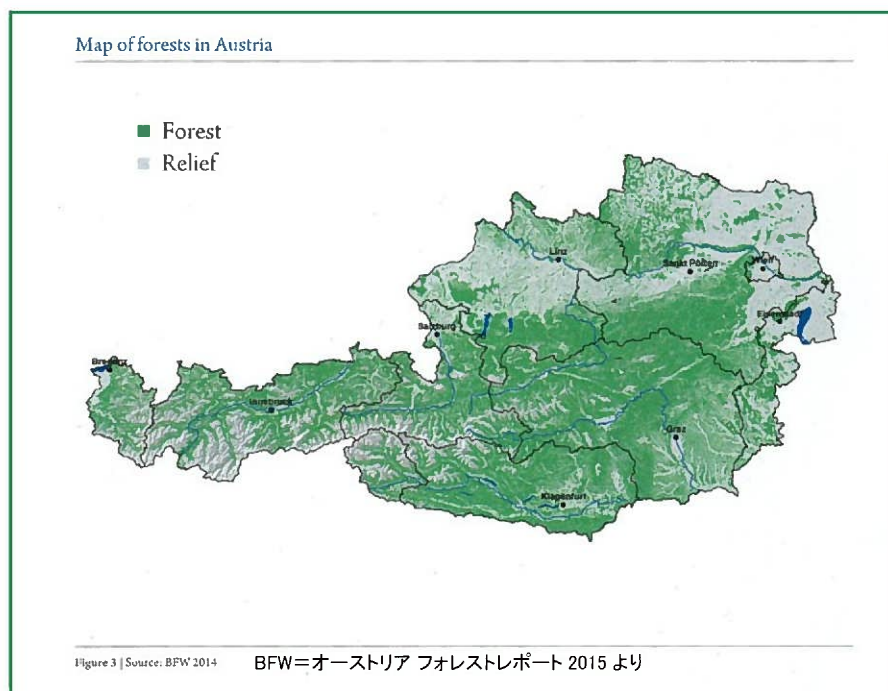 Map of forests in Austria
Forest
Relief
Linz
Sankt Pölten
Wien
Eisenstadt
Salzburg
Bregenz
Innsbruck
Graz
Klagenfurt
Figure 3 | Source: BFW 2014
BFW＝オーストリア フォレストレポート 2015 より